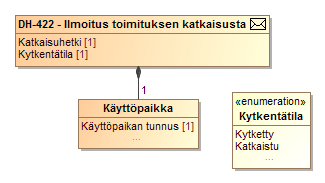 DH-422 - Ilmoitus toimituksen katkaisusta
Katkaisuhetki [1]
Kytkentätila [1]
1
Käyttöpaikka
Käyttöpaikan tunnus [1]
...
«enumeration»
Kytkentätila
Kytketty
Katkaistu
...